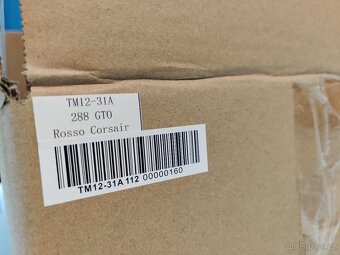 TM12-31A
288 GTO
Rosso Corsair
TM12-31A 112 00000160